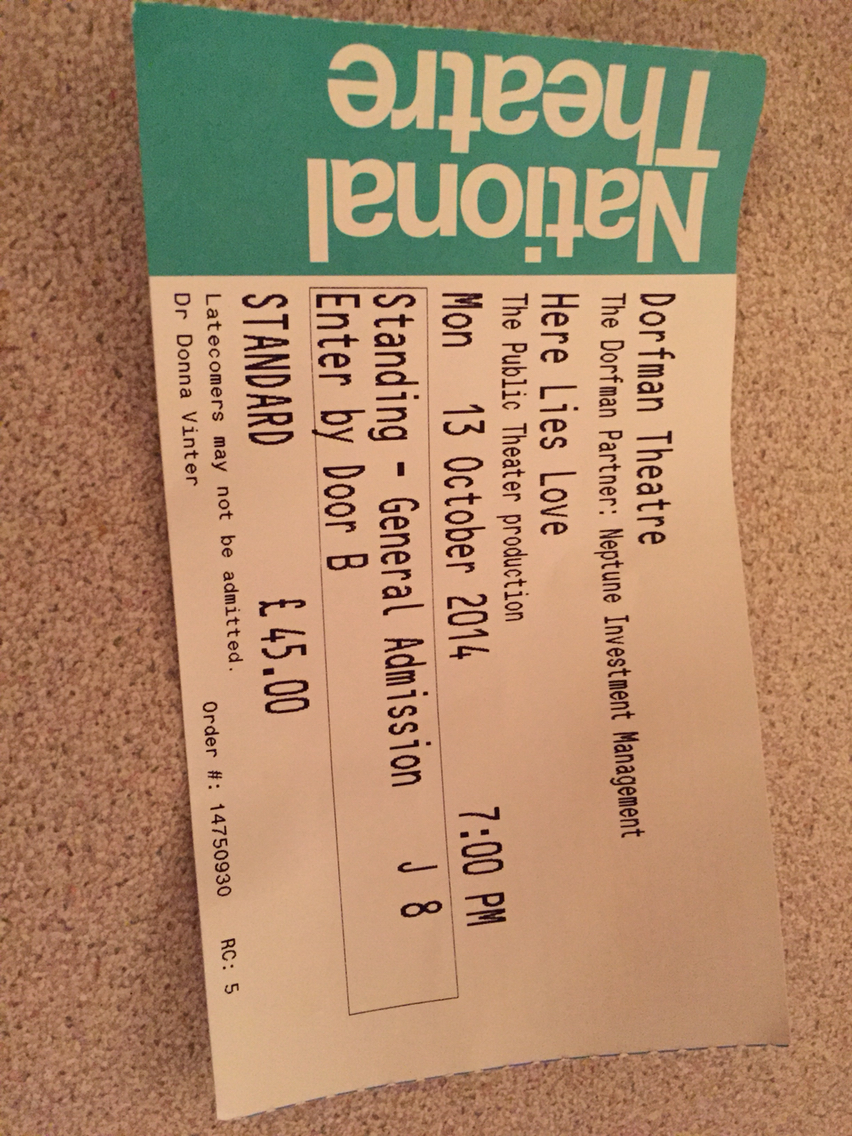 National
Theatre
Dorfman Theatre
The Dorfman Partner: Neptune Investment Management
Here Lies Love
The Public Theater production
Mon 13 October 2014 7:00 PM
Standing - General Admission J 8
Enter by Door B
STANDARD £ 45.00
Latecomers may not be admitted.
Order #: 14750930 RC: 5
Dr Donna Vinter